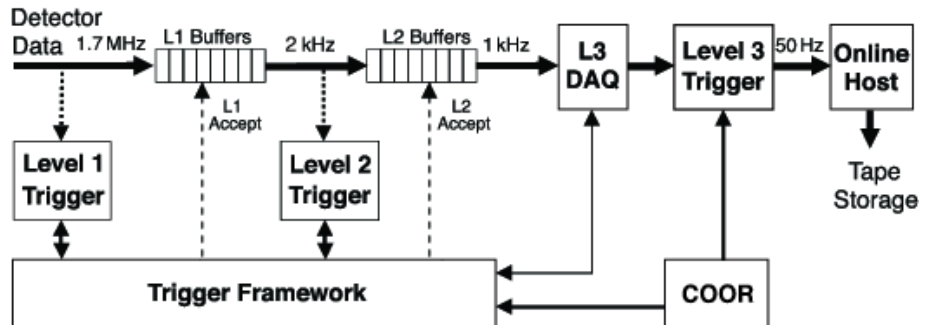 Detector
Data
1.7 MHz
L1 Buffers
2 kHz
L2 Buffers
1 kHz
L3
DAQ
Level 3
Trigger
50 Hz
Online
Host
L1
Accept
L2
Accept
Level 1
Trigger
Level 2
Trigger
Tape
Storage
Trigger Framework
COOR